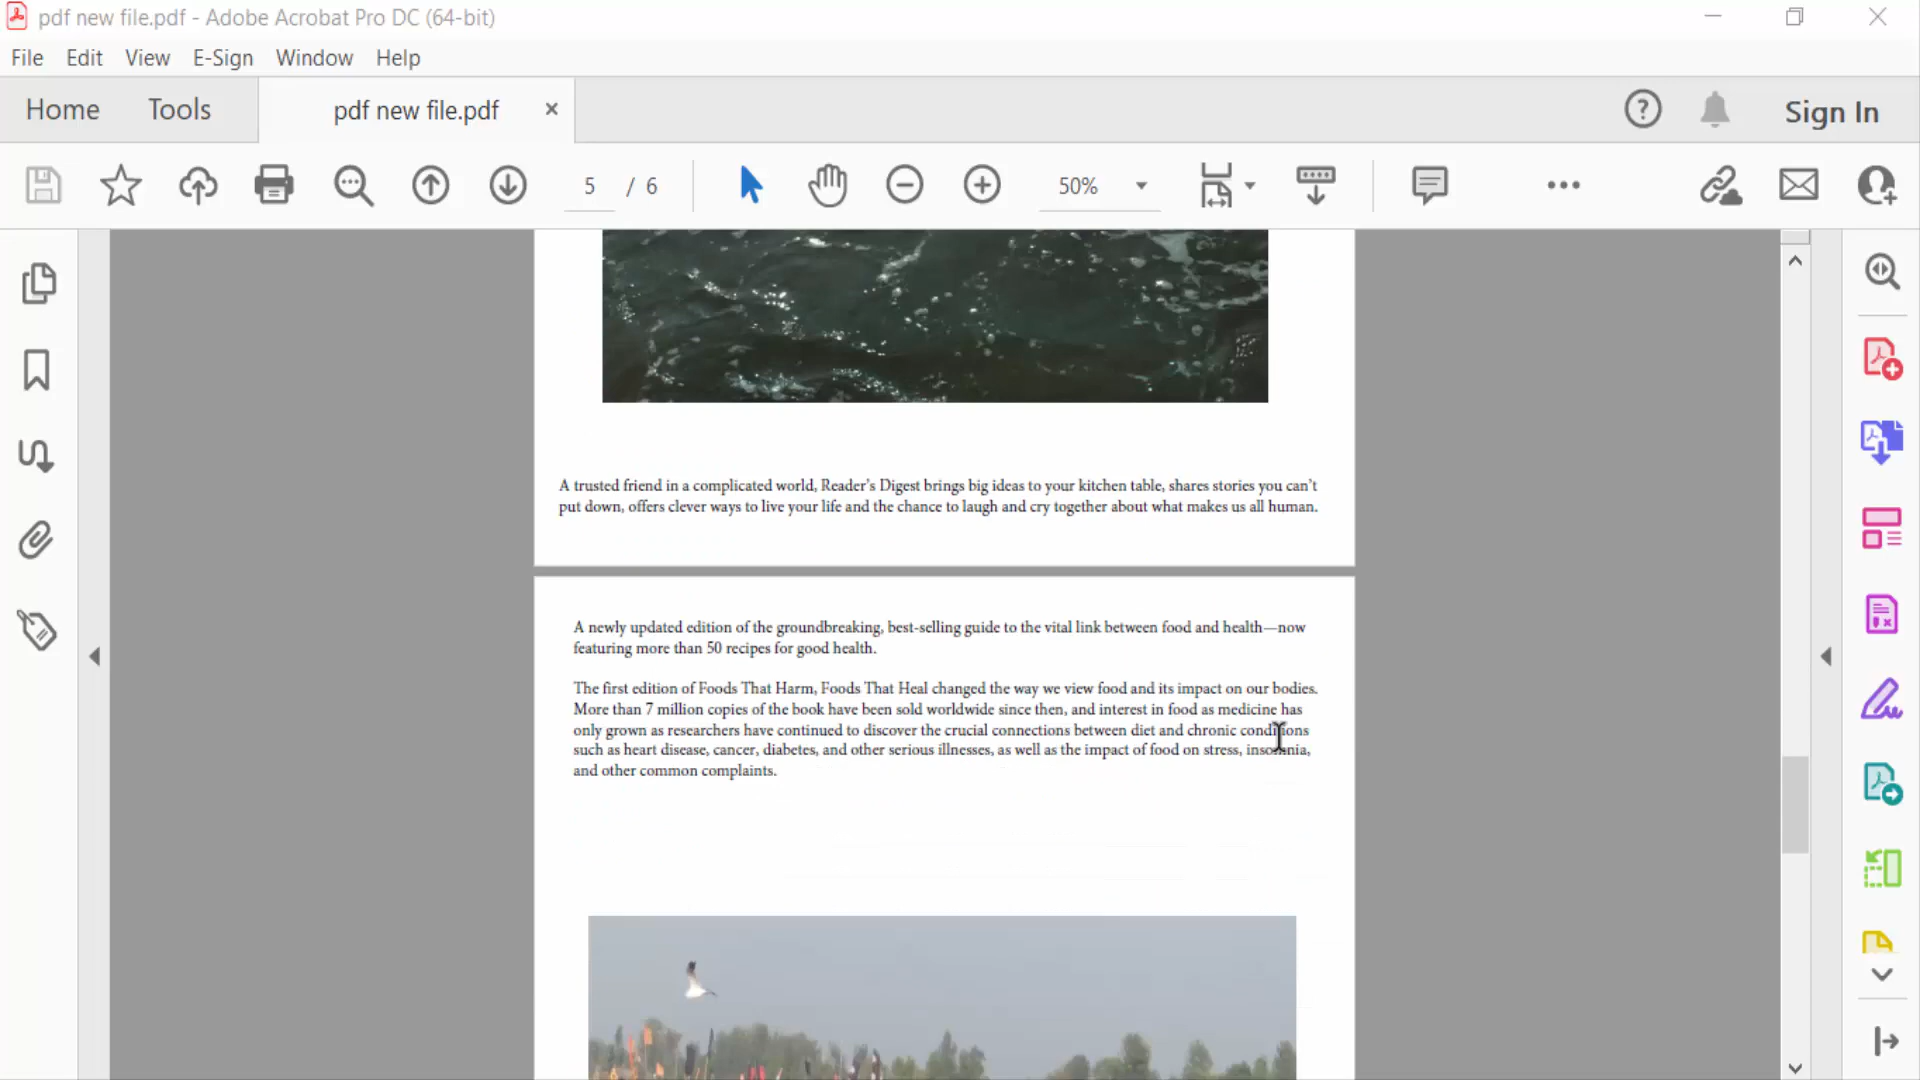 pdf new file.pdf - Adobe Acrobat Pro DC (64-bit)
File Edit View E-Sign Window Help
Home Tools pdf new file.pdf × Sign In
5 / 6 50%
A trusted friend in a complicated world, Reader's Digest brings big ideas to your kitchen table, shares stories you can't
put down, offers clever ways to live your life and the chance to laugh and cry together about what makes us all human.
A newly updated edition of the groundbreaking, best-selling guide to the vital link between food and health—now
featuring more than 50 recipes for good health.
The first edition of Foods That Harm, Foods That Heal changed the way we view food and its impact on our bodies.
More than 7 million copies of the book have been sold worldwide since then, and interest in food as medicine has
only grown as researchers have continued to discover the crucial connections between diet and chronic conditions
such as heart disease, cancer, diabetes, and other serious illnesses, as well as the impact of food on stress, insomnia,
and other common complaints.